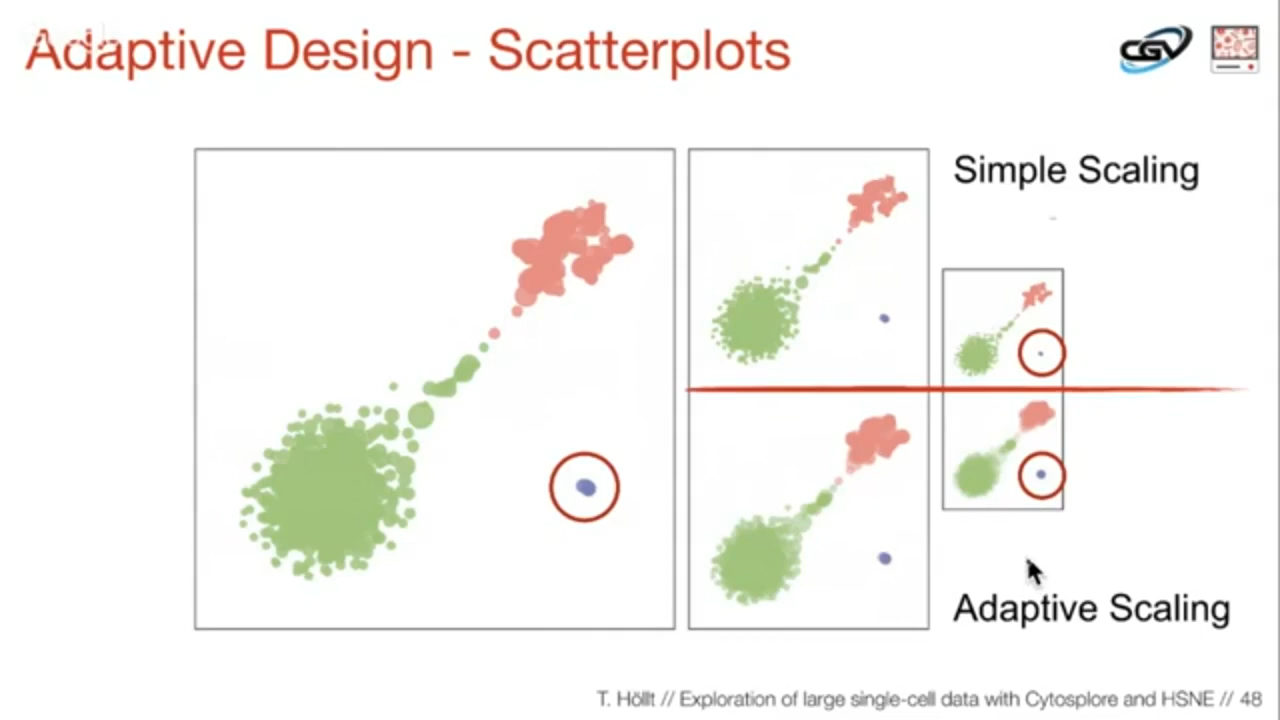 Adaptive Design - Scatterplots
CGV
Simple Scaling
Adaptive Scaling
T. Höllt // Exploration of large single-cell data with Cytosplore and HSNE // 48